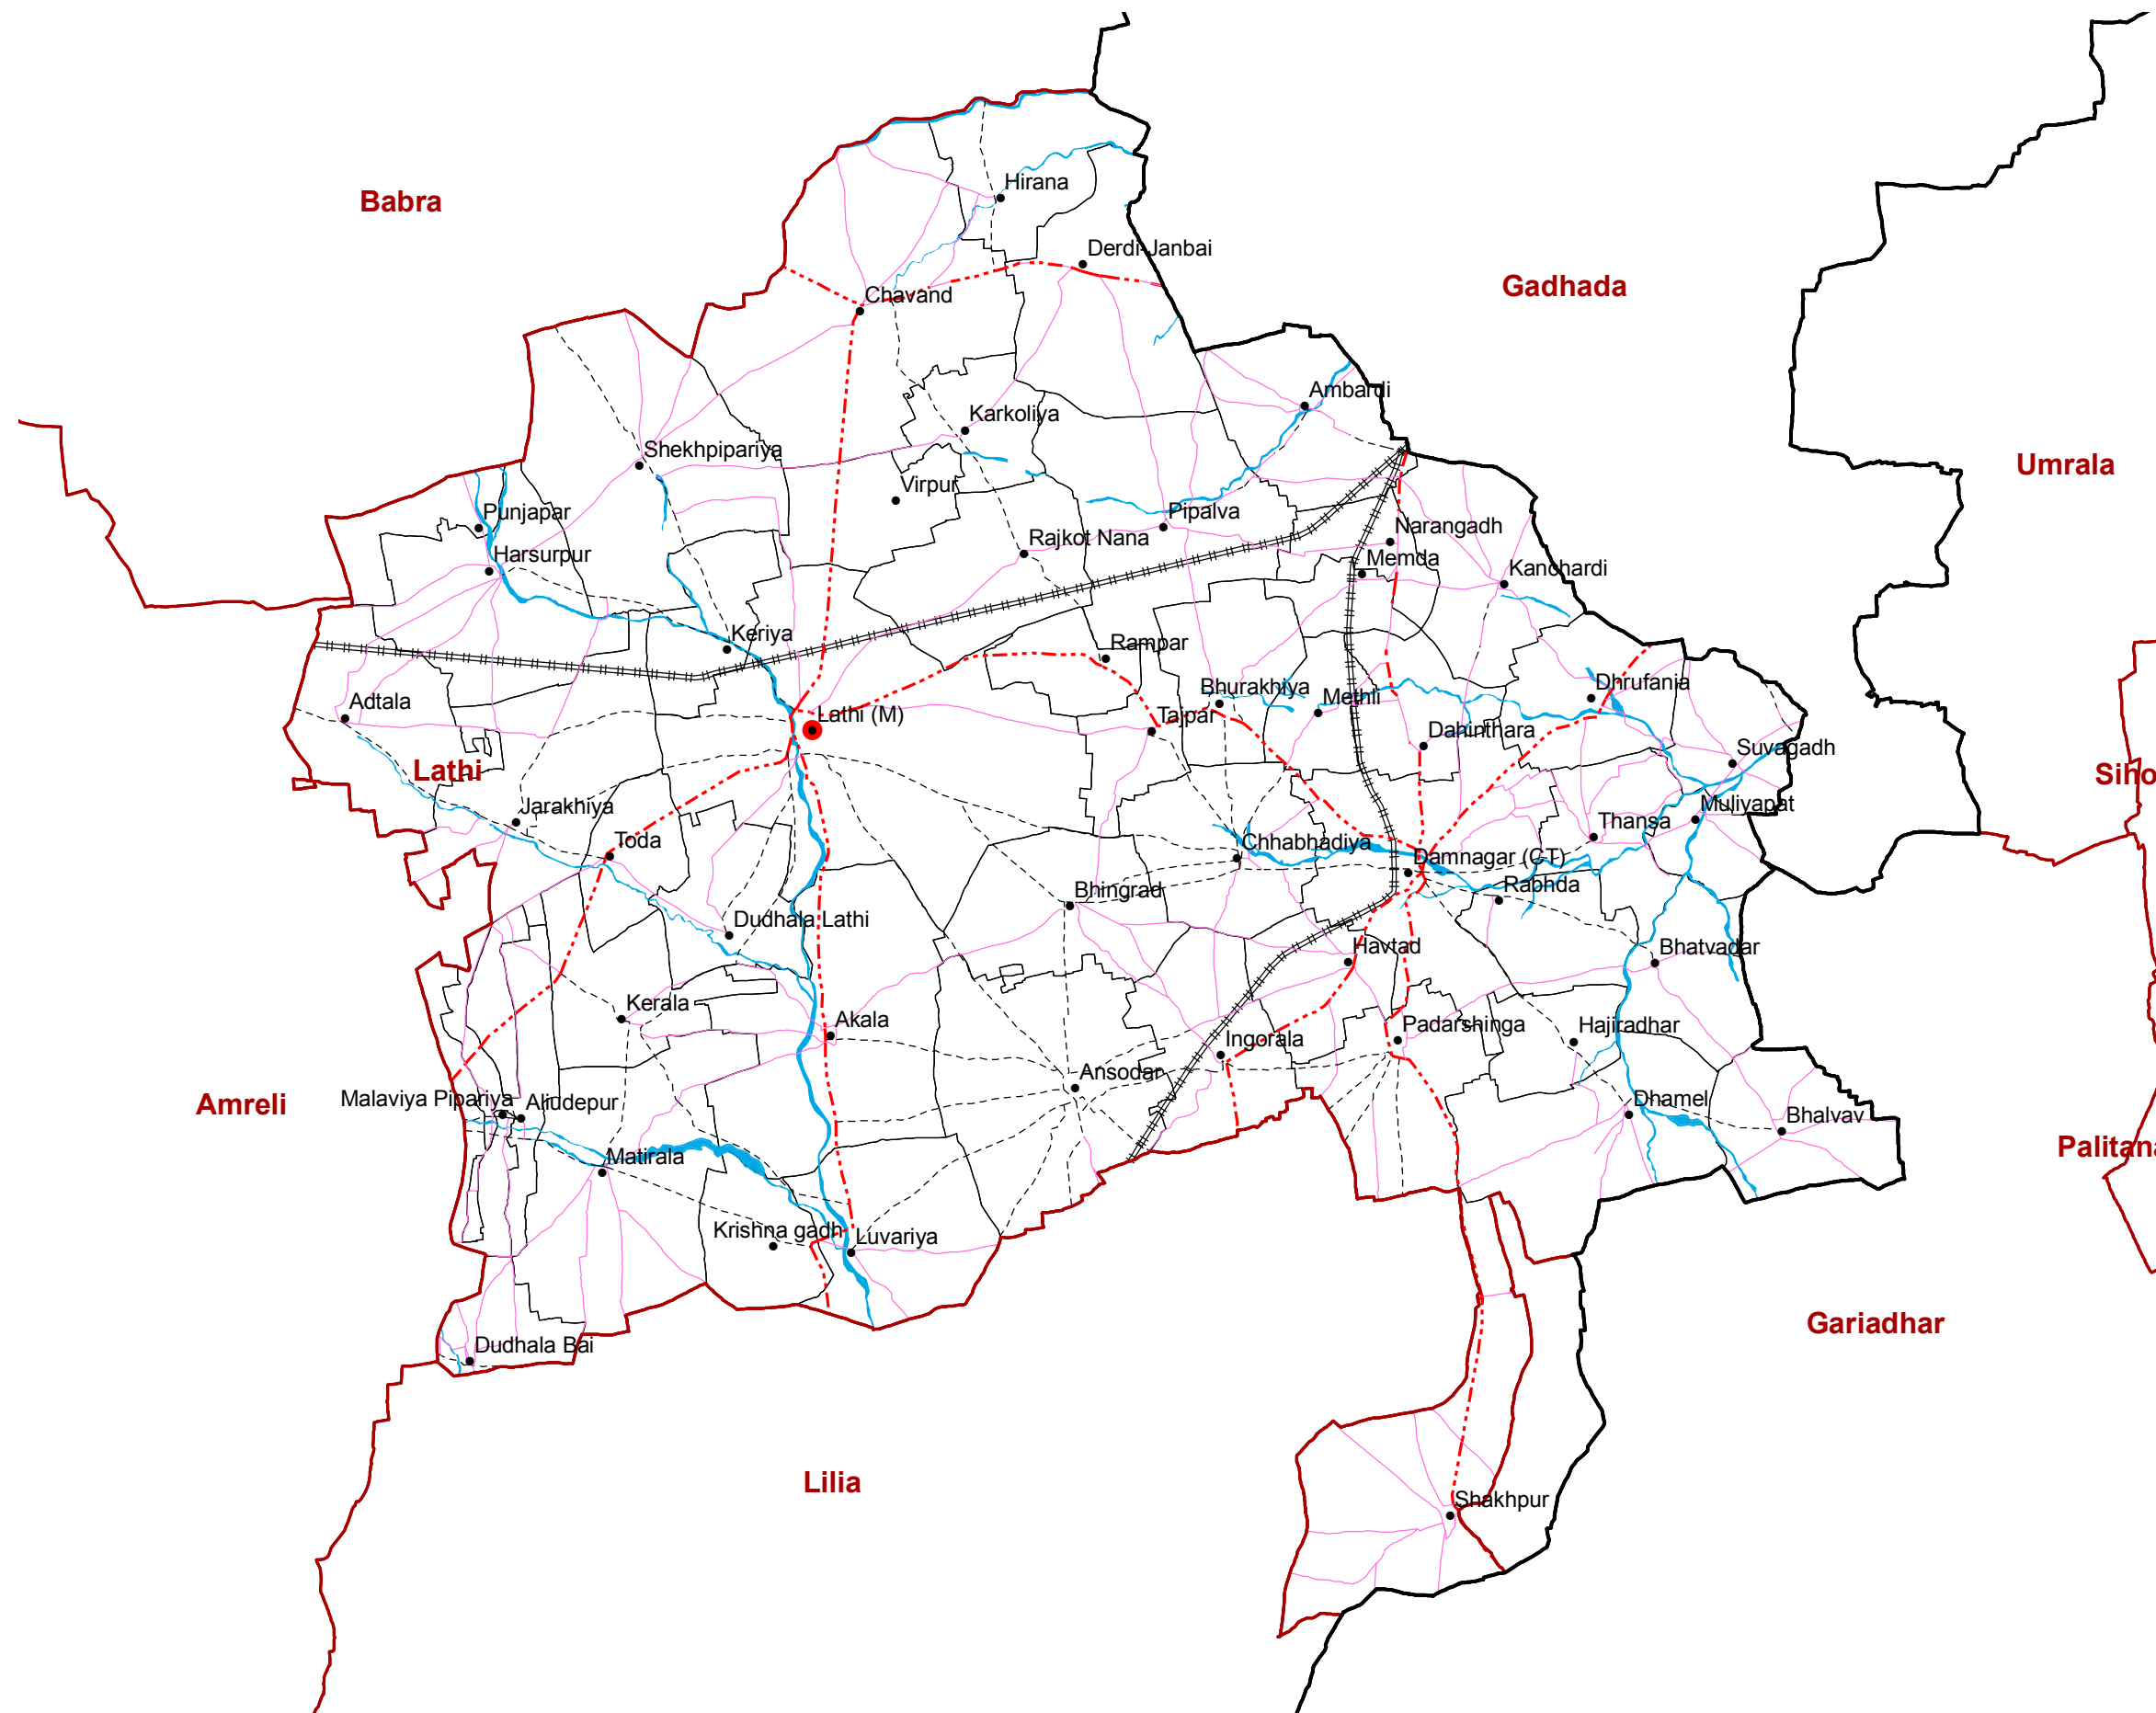 Hirana
Babra
Derdi-Janbai
Gadhada
Chavand
Ambardi
Karkoliya
Shekhpipariya
Umrala
Virpur
Punjapar
Pipalva
Narangadh
Rajkot Nana
Harsurpur
Memda
Kanchardi
Keriya
Rampar
Dhrufania
Bhurakhiya
Methli
Adtala
Lathi (M)
Tajpar
Dahinthara
Suvagadh
Lathi
Siho
Jarakhiya
Muliyapat
Thansa
Toda
Chhabhadiya
Damnagar (CT)
Rabhda
Bhingrad
Dudhala Lathi
Havtad
Bhatvadar
Kerala
Akala
Padarshinga
Hajiradhar
Ingorala
Ansodar
Amreli
Malaviya Pipariya
Aliudepur
Dhamel
Bhalvav
Matirala
Palitana
Krishna gadh
Luvariya
Gariadhar
Dudhala Bai
Lilia
Shakhpur